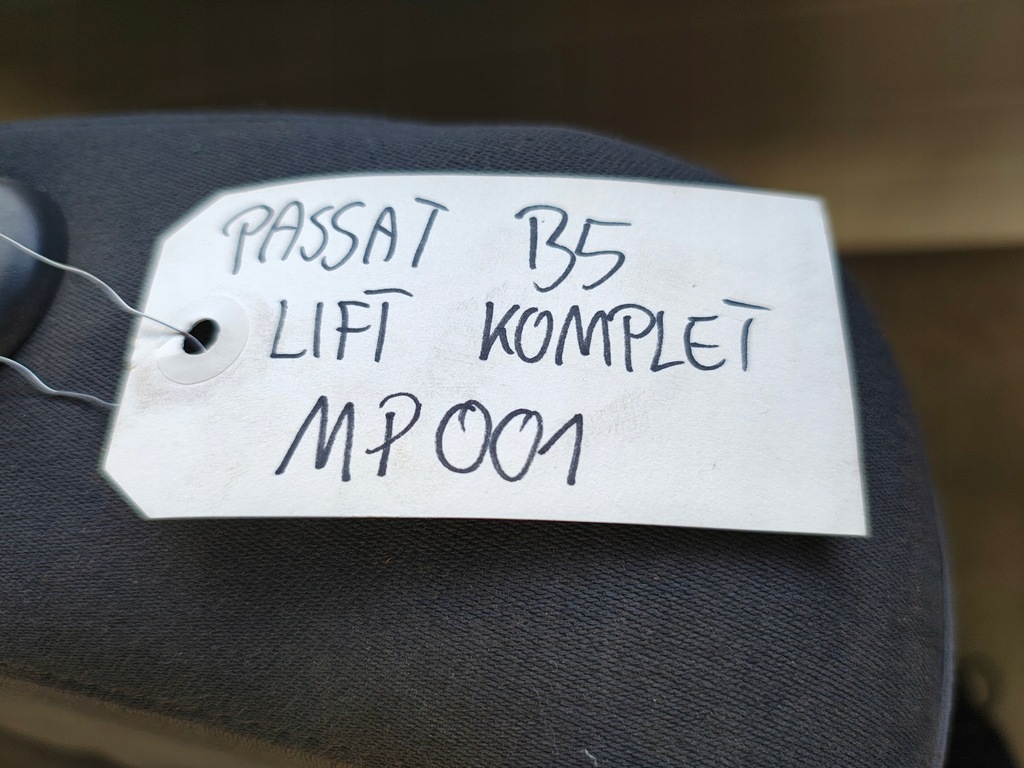 PASSAT B5
LIFT KOMPLET
MP001